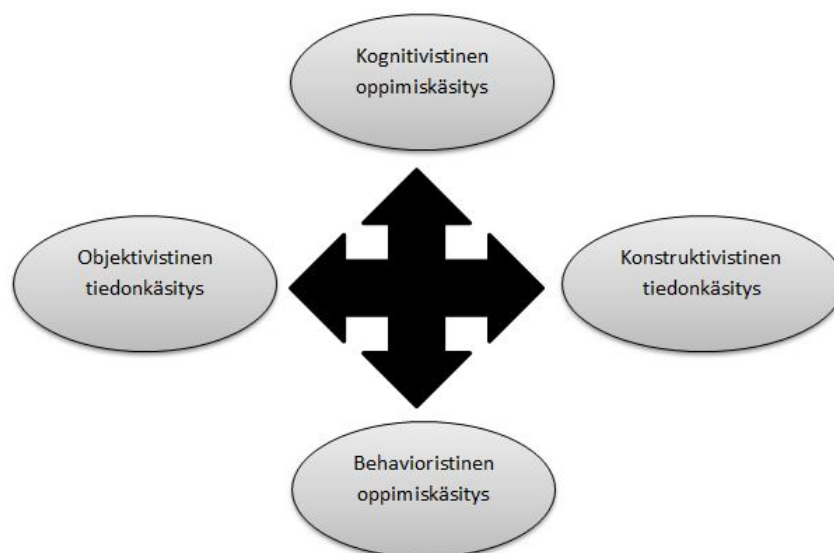 Kognitivistinen
oppimiskäsitys
Objektivistinen
tiedonkäsitys
Konstruktivistinen
tiedonkäsitys
Behavioristinen
oppimiskäsitys